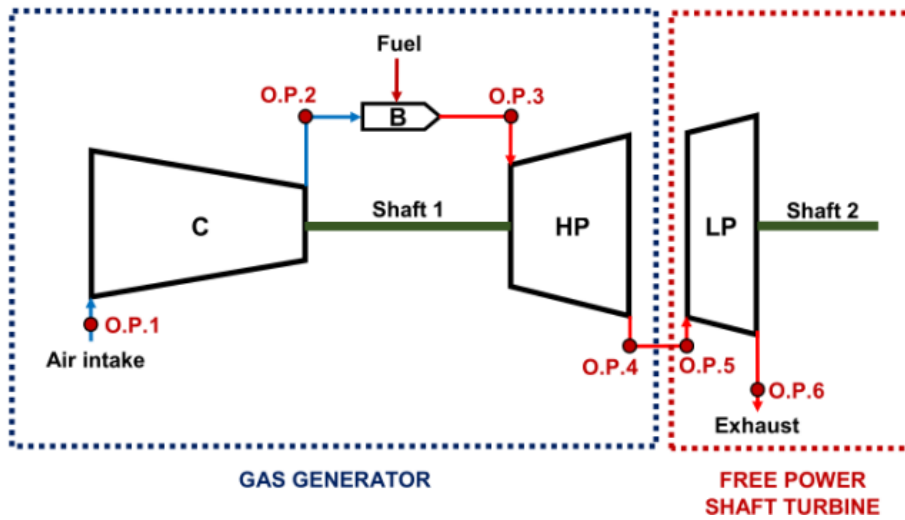 Fuel
O.P.2
O.P.3
B
Shaft 1
Shaft 2
C
HP
LP
O.P.1
Air intake
O.P.4
O.P.5
O.P.6
Exhaust
GAS GENERATOR
FREE POWER
SHAFT TURBINE